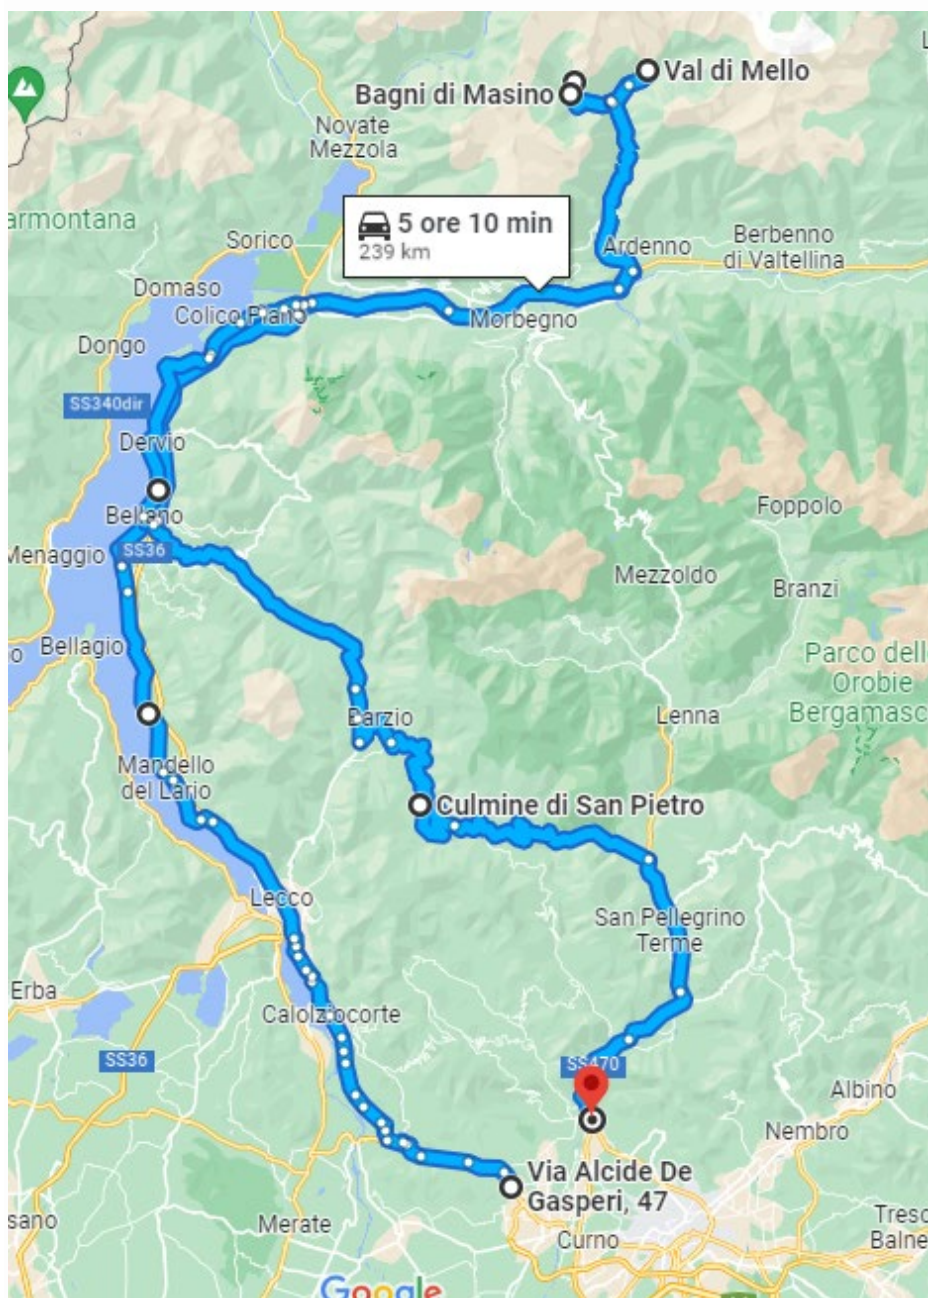 L
Val di Mello
Bagni di Masino
Novate
Mezzola
armontana
5 ore 10 min
239 km
Sorico
Ardenno
Berbenno
di Valtellina
Domaso
Colico Piano
Morbegno
Dongo
SS340dir
Dervio
Foppolo
Bellano
SS36
Menaggio
Mezzoldo
Branzi
o
Bellagio
Parco dell
Orobie
Bergamasc
Lenna
Barzio
Mandello
del Lario
Culmine di San Pietro
Lecco
San Pellegrino
Terme
Erba
Calolziocorte
SS36
SS470
Albino
Nembro
Via Alcide De
Gasperi, 47
sano
Merate
Curno
Tresc
Balne
Google